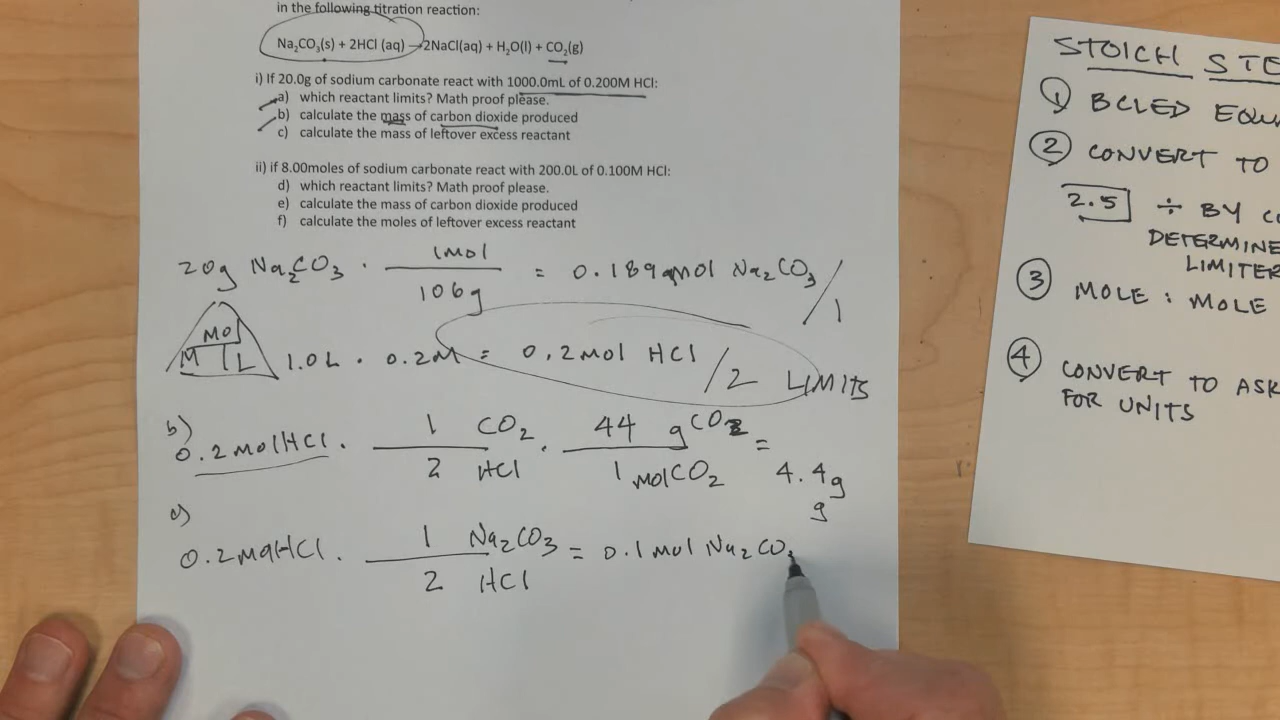 in the following titration reaction:
Na₂CO₃(s) + 2HCl (aq) → 2NaCl(aq) + H₂O(l) + CO₂(g)
i) If 20.0g of sodium carbonate react with 1000.0mL of 0.200M HCl:
a) which reactant limits? Math proof please.
b) calculate the mass of carbon dioxide produced
c) calculate the mass of leftover excess reactant
ii) if 8.00moles of sodium carbonate react with 200.0L of 0.100M HCl:
d) which reactant limits? Math proof please.
e) calculate the mass of carbon dioxide produced
f) calculate the moles of leftover excess reactant
20g Na₂CO₃ · 1mol / 106g = 0.189 mol Na₂CO₃ / 1
mol
M L 1.0L · 0.2M = 0.2mol HCl / 2 LIMITS
b)
0.2molHCl · 1 CO₂ / 2 HCl · 44 g CO₂ / 1 mol CO₂ = 4.4g
g
c)
0.2molHCl · 1 Na₂CO₃ / 2 HCl = 0.1 mol Na₂CO₃
STOICH STE
① BCLED EQU
② CONVERT TO
2.5 ÷ BY CO
DETERMINE
LIMITER
③ MOLE : MOLE
④ CONVERT TO ASK
FOR UNITS